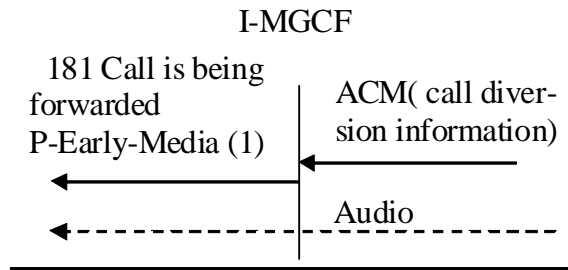 I-MGCF
181 Call is being
forwarded
P-Early-Media (1)
ACM( call diver-
sion information)
Audio